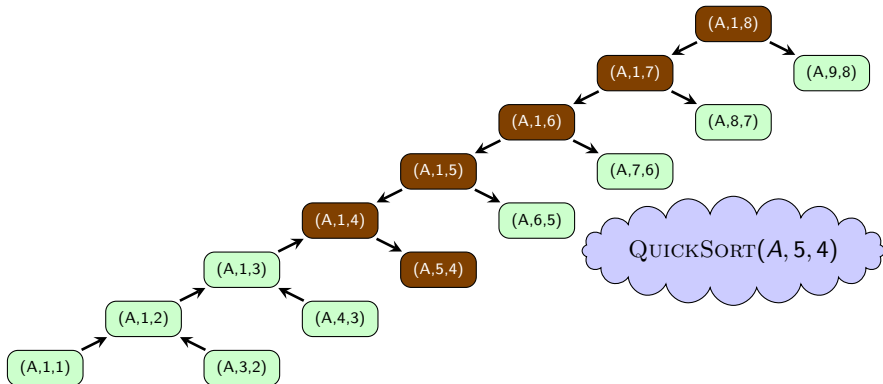 (A,1,8)
(A,1,7)
(A,9,8)
(A,1,6)
(A,8,7)
(A,1,5)
(A,7,6)
(A,1,4)
(A,6,5)
QUICKSORT(A, 5, 4)
(A,1,3)
(A,5,4)
(A,1,2)
(A,4,3)
(A,1,1)
(A,3,2)